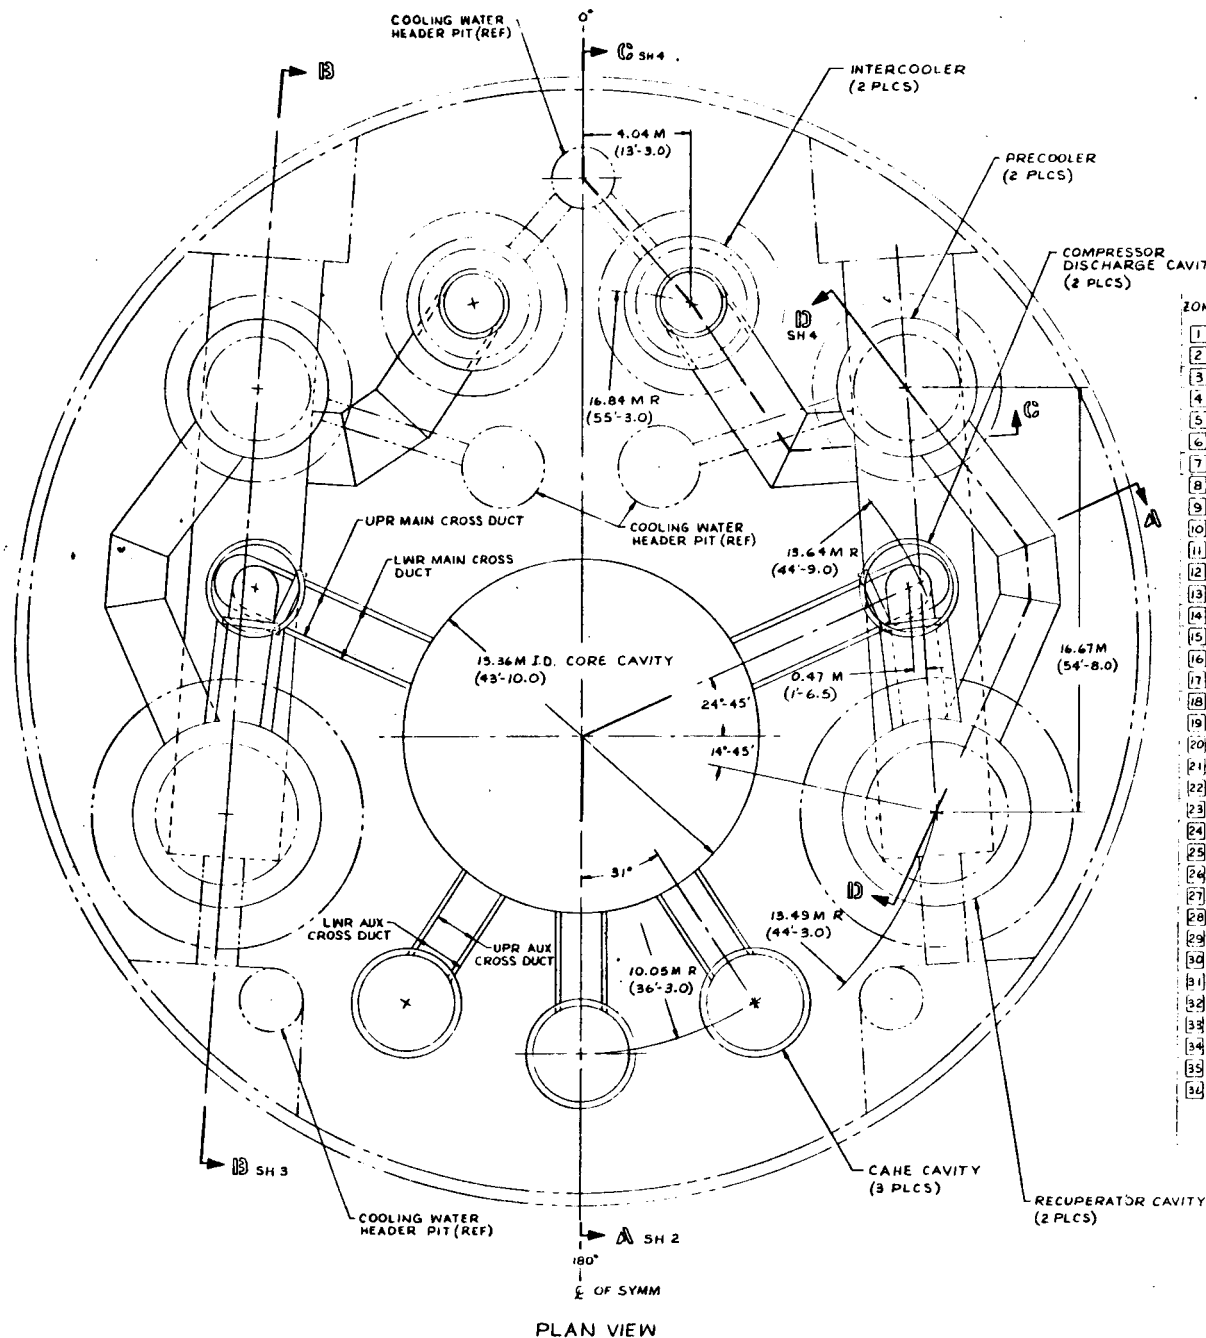 COOLING WATER
HEADER PIT (REF)
0°
C SH 4
B
INTERCOOLER
(2 PLCS)
4.04 M
(13'-3.0)
PRECOOLER
(2 PLCS)
COMPRESSOR
DISCHARGE CAVIT
(2 PLCS)
ZON
D
SH 4
16.84 M R
(55'-3.0)
C
A
UPR MAIN CROSS DUCT
LWR MAIN CROSS
DUCT
COOLING WATER
HEADER PIT (REF)
13.64 M R
(44'-9.0)
13.36M I.D. CORE CAVITY
(43'-10.0)
0.47 M
(1'-6.5)
16.67M
(54'-8.0)
24°-45'
14°-45'
31°
D
LWR AUX
CROSS DUCT
UPR AUX
CROSS DUCT
13.49 M R
(44'-3.0)
10.05M R
(36'-3.0)
B SH 3
CAHE CAVITY
(3 PLCS)
RECUPERATOR CAVITY
(2 PLCS)
COOLING WATER
HEADER PIT (REF)
A SH 2
180°
℄ OF SYMM
PLAN VIEW
1
2
3
4
5
6
7
8
9
10
11
12
13
14
15
16
17
18
19
20
21
22
23
24
25
26
27
28
29
30
31
32
33
34
35
36